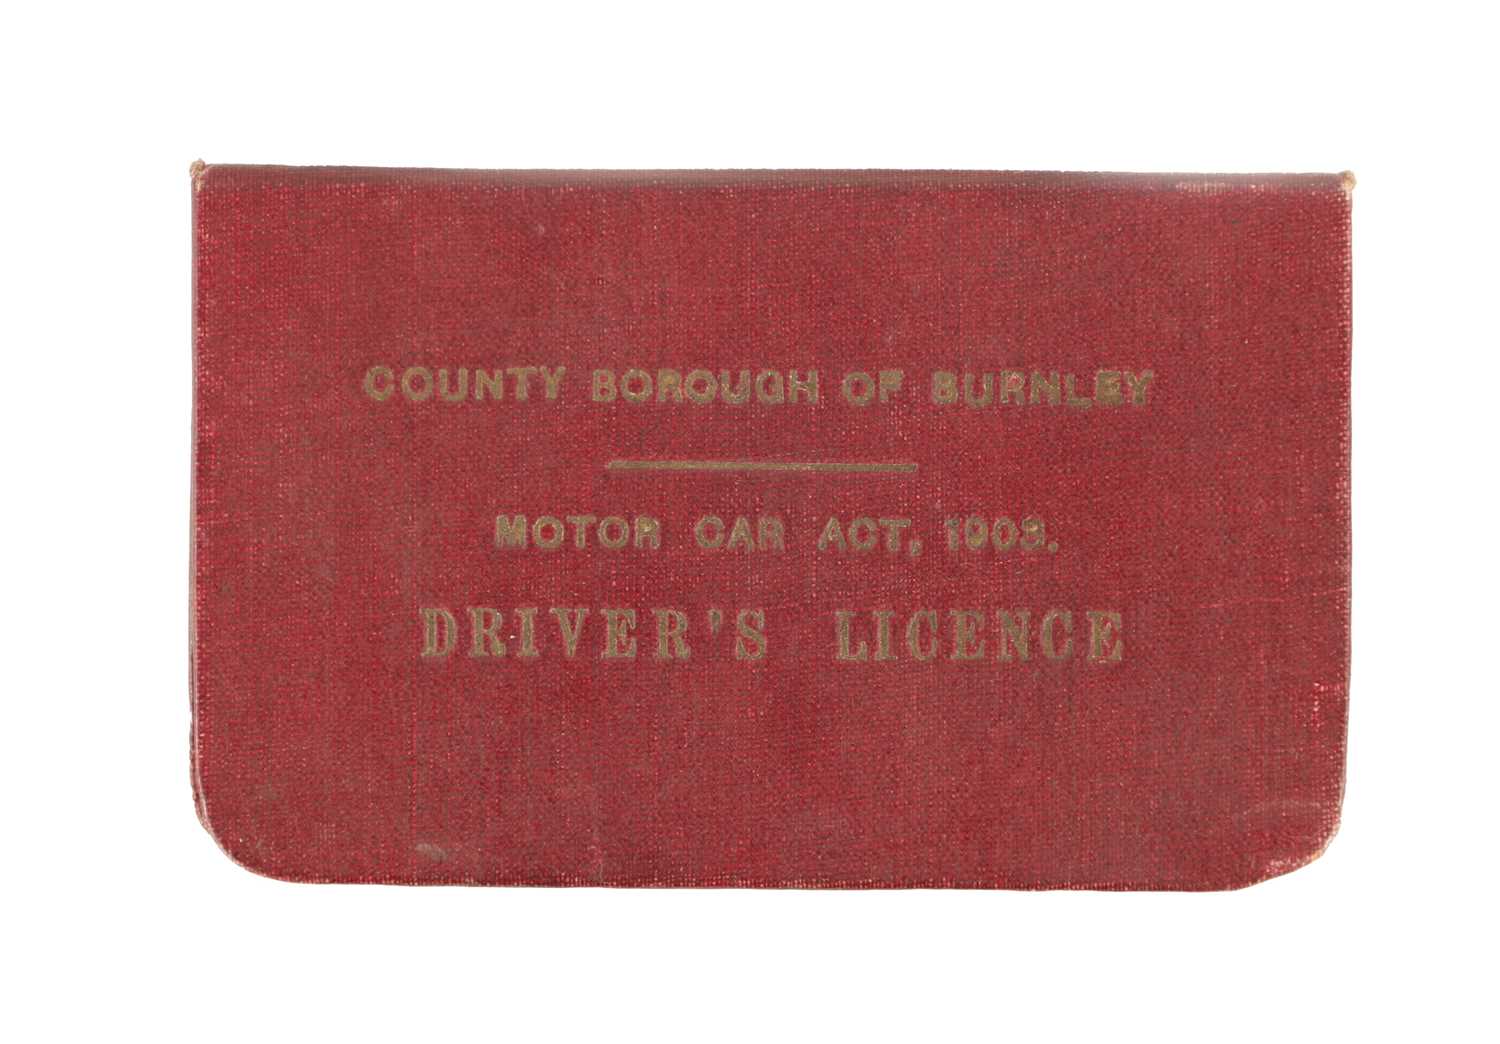 COUNTY BOROUGH OF BURNLEY
MOTOR CAR ACT, 1903.
DRIVER'S LICENCE